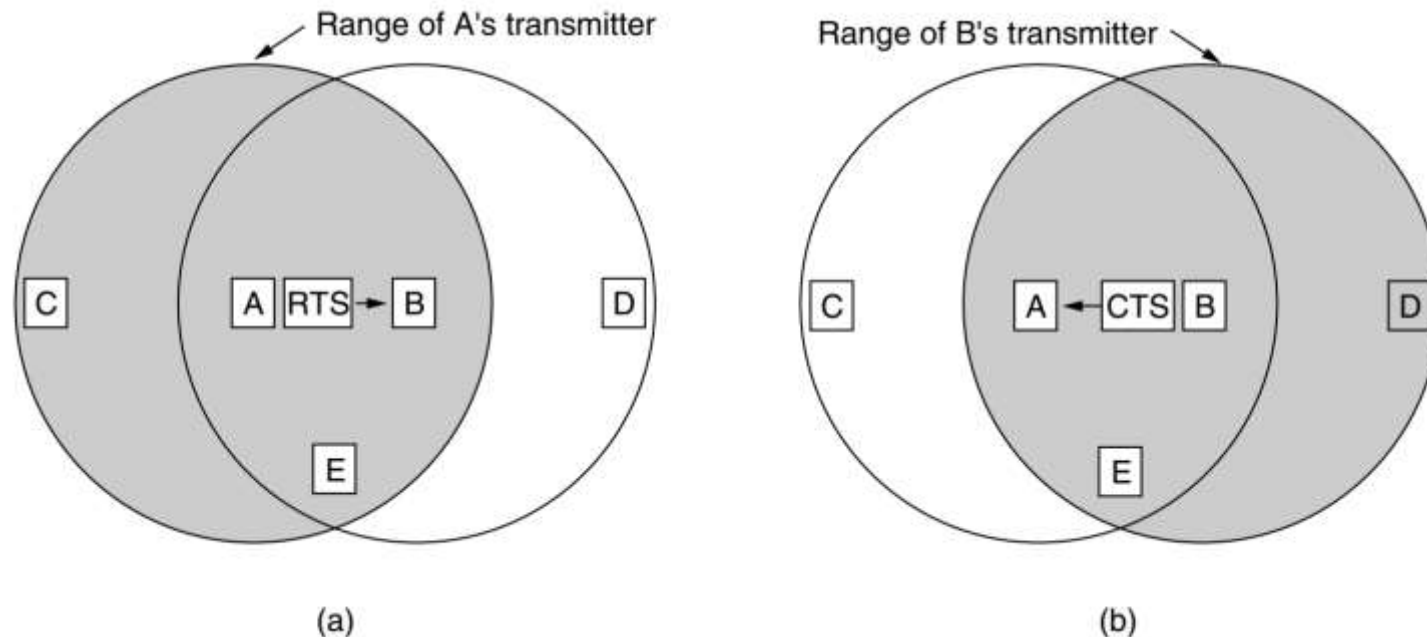 Range of A's transmitter
C
A
RTS
B
D
E
(a)
Range of B's transmitter
C
A
CTS
B
D
E
(b)